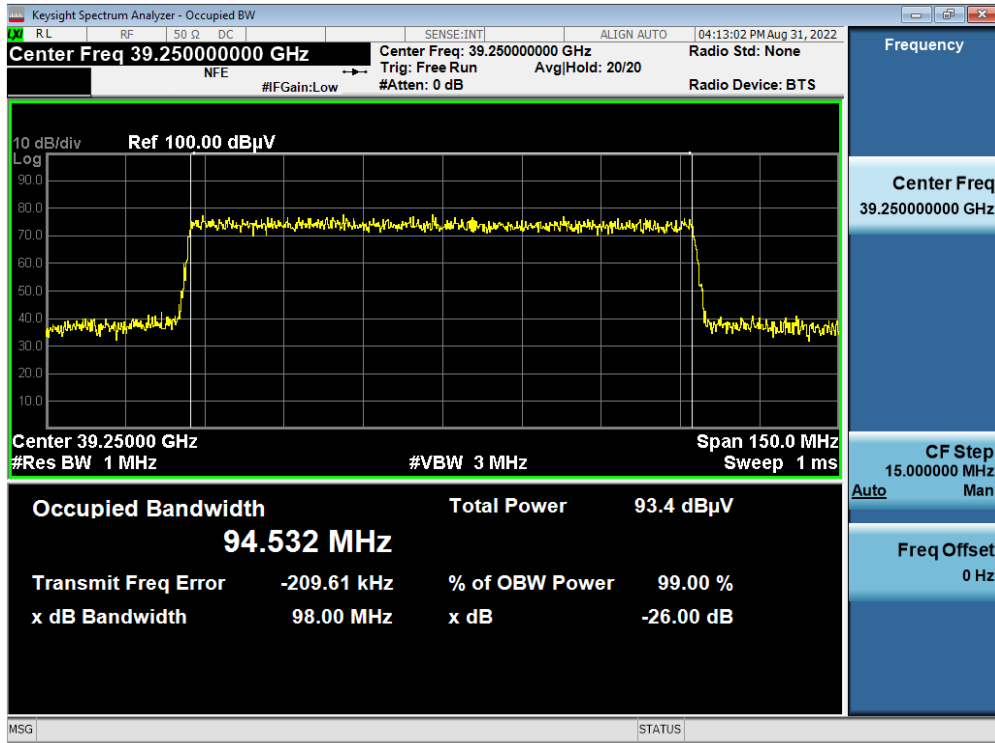 Keysight Spectrum Analyzer - Occupied BW
LXI RL RF 50 Ω DC SENSE:INT ALIGN AUTO 04:13:02 PM Aug 31, 2022
Center Freq 39.250000000 GHz
NFE
#IFGain:Low
Center Freq: 39.250000000 GHz
Trig: Free Run Avg|Hold: 20/20
#Atten: 0 dB
Radio Std: None
Radio Device: BTS
10 dB/div Ref 100.00 dBµV
Log
90.0
80.0
70.0
60.0
50.0
40.0
30.0
20.0
10.0
Center 39.25000 GHz Span 150.0 MHz
#Res BW 1 MHz #VBW 3 MHz Sweep 1 ms
Occupied Bandwidth Total Power 93.4 dBµV
94.532 MHz
Transmit Freq Error -209.61 kHz % of OBW Power 99.00 %
x dB Bandwidth 98.00 MHz x dB -26.00 dB
MSG STATUS
Frequency
Center Freq
39.250000000 GHz
CF Step
15.000000 MHz
Auto Man
Freq Offset
0 Hz